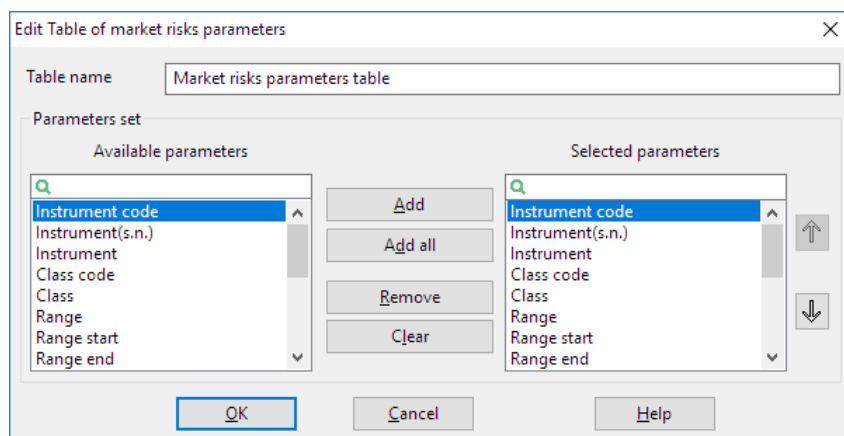 Edit Table of market risks parameters
Table name
Market risks parameters table
Parameters set
Available parameters
Instrument code
Instrument(s.n.)
Instrument
Class code
Class
Range
Range start
Range end
Add
Add all
Remove
Clear
Selected parameters
Instrument code
Instrument(s.n.)
Instrument
Class code
Class
Range
Range start
Range end
OK
Cancel
Help